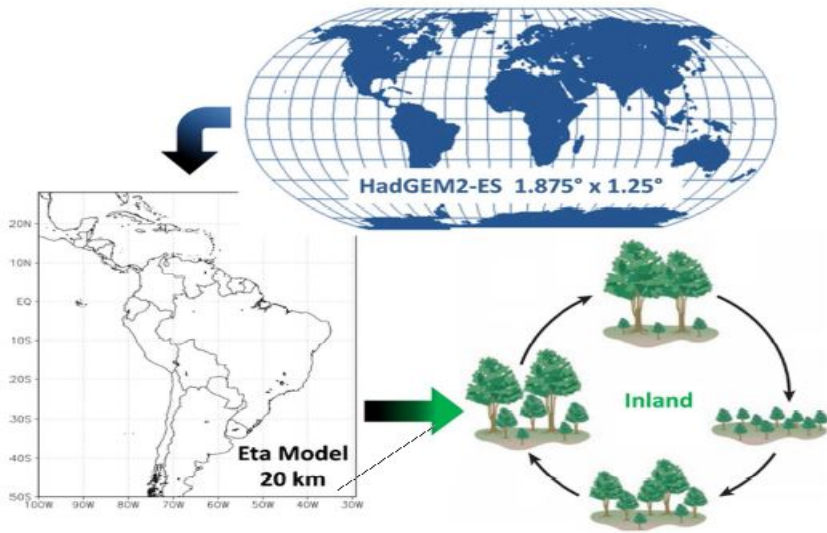 HadGEM2-ES 1.875° x 1.25°
20N
10N
EQ
10S
20S
30S
40S
50S
100W 90W 80W 70W 60W 50W 40W 30W
Eta Model
20 km
Inland